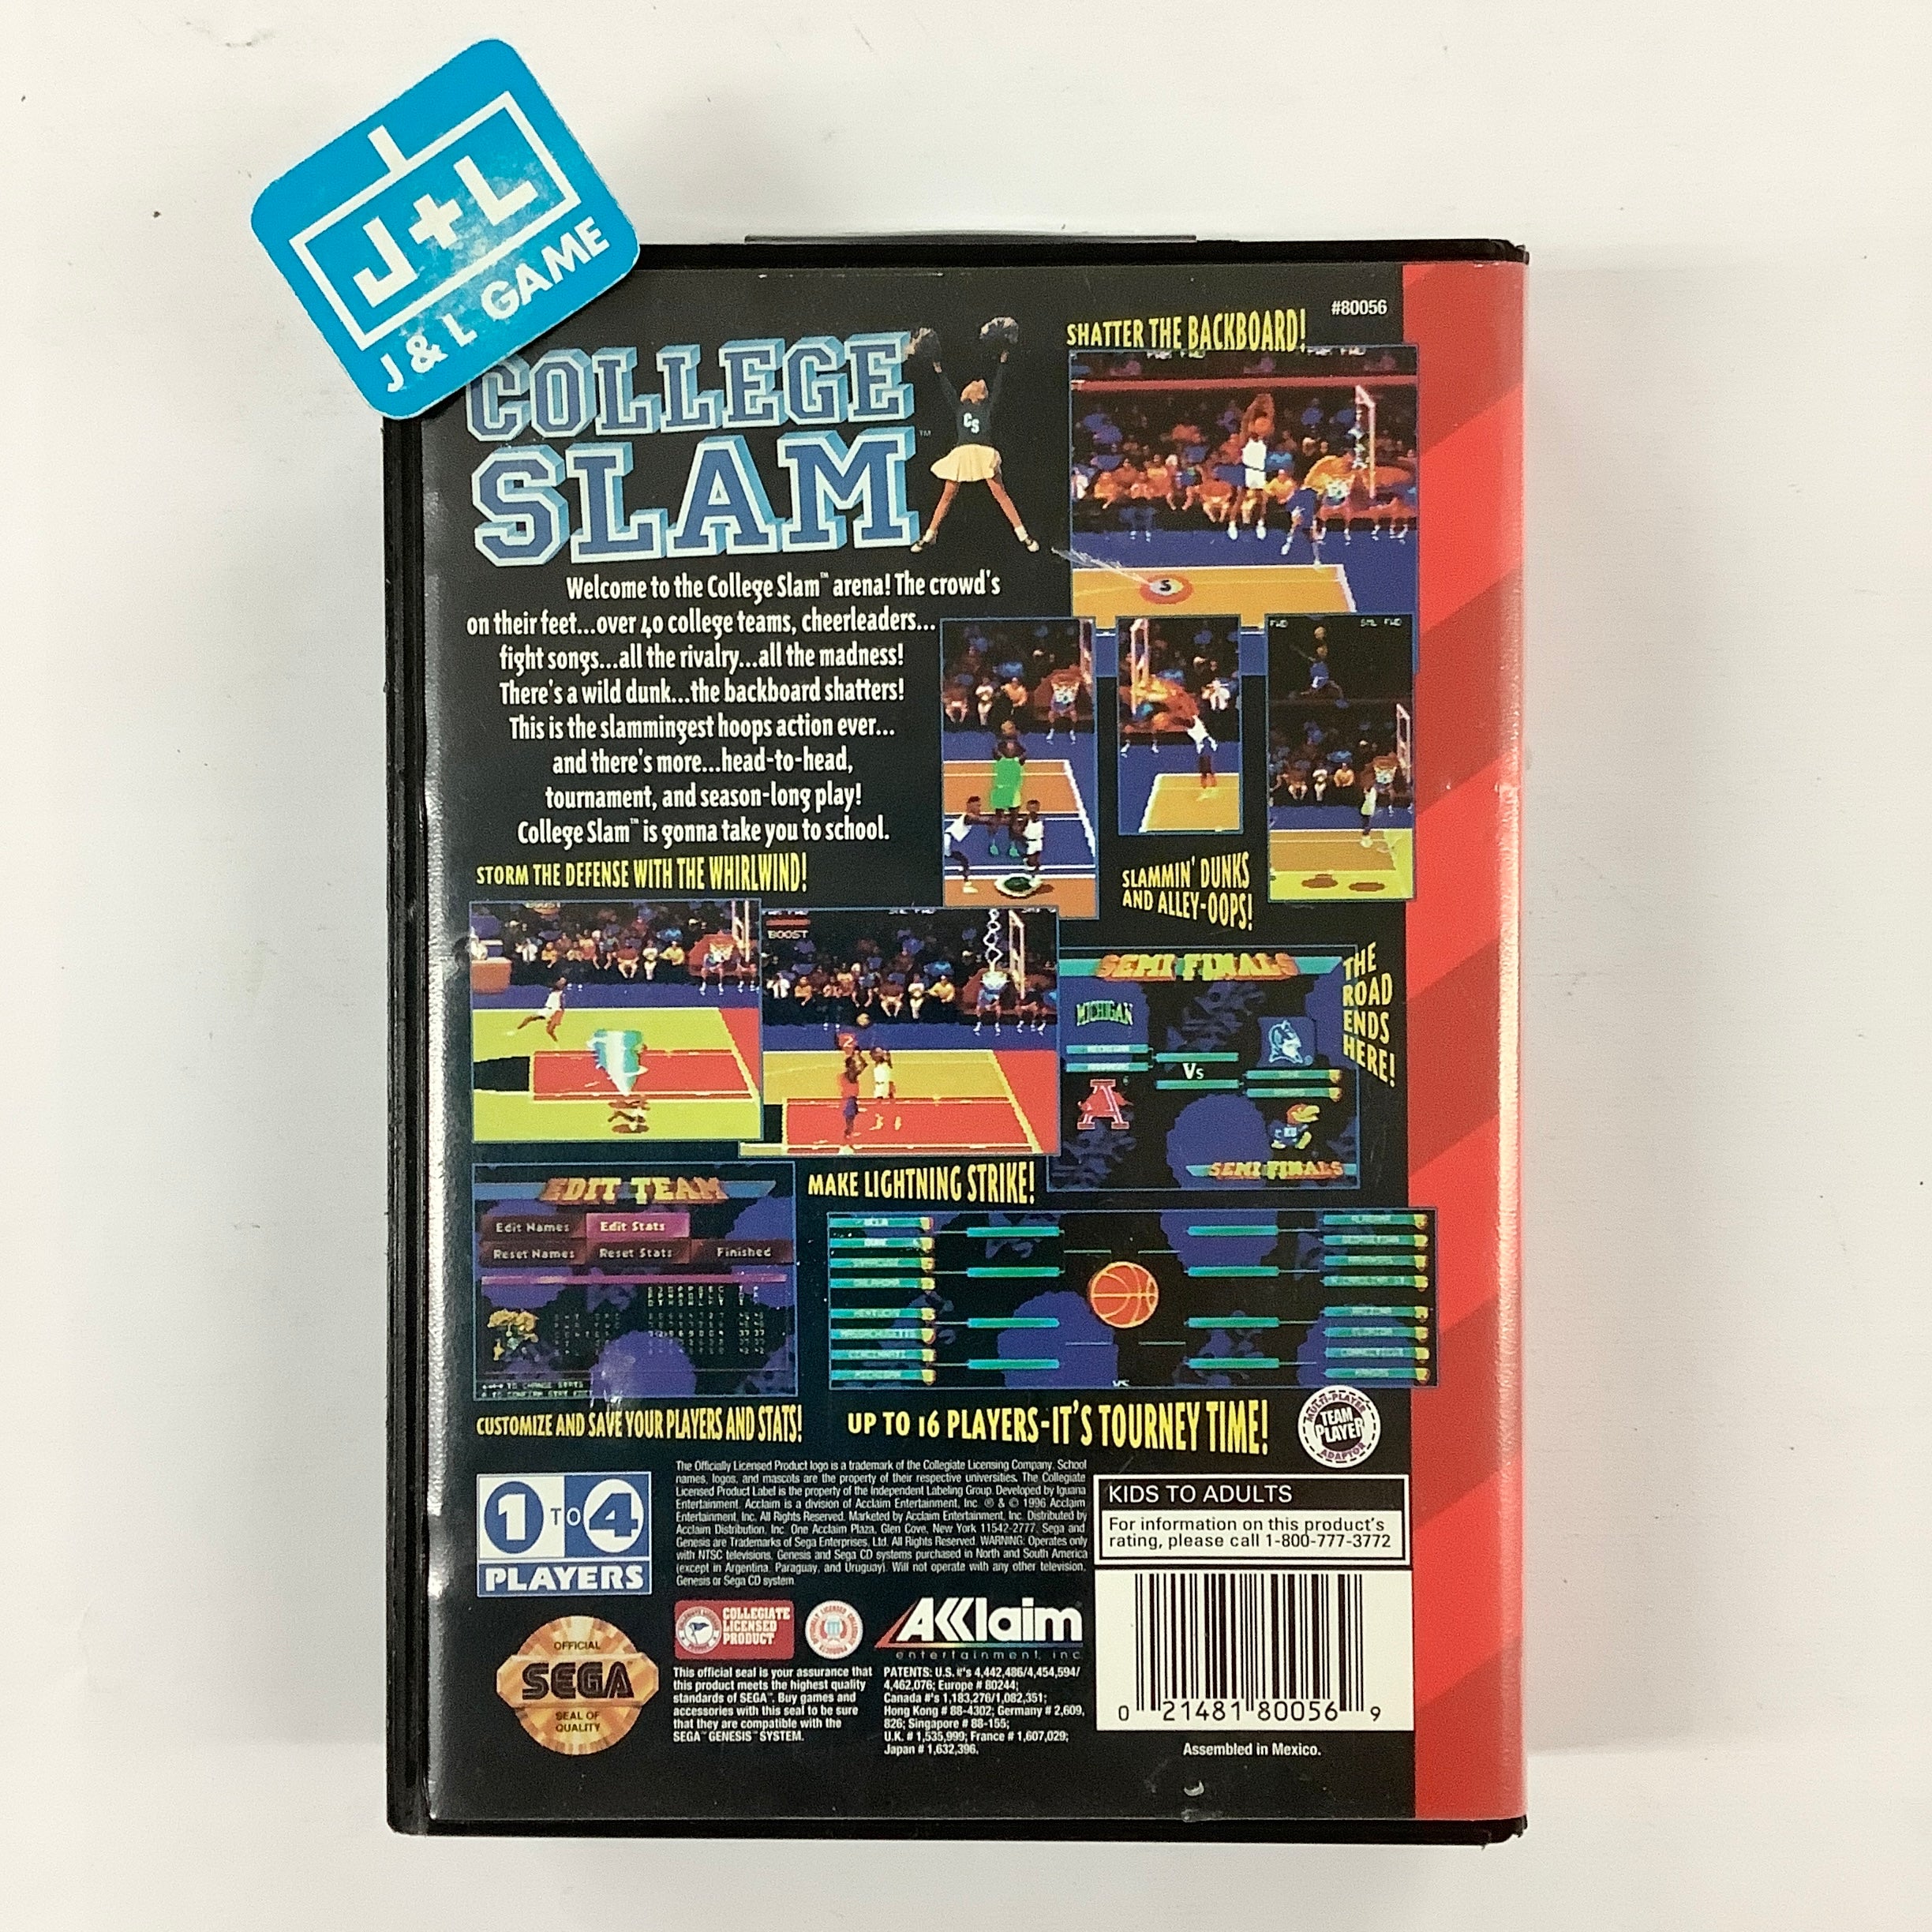 J+L
J & L GAME
#80056
COLLEGE
SLAM™
CS
SHATTER THE BACKBOARD!
Welcome to the College Slam™ arena! The crowd's
on their feet...over 40 college teams, cheerleaders...
fight songs...all the rivalry...all the madness!
There's a wild dunk...the backboard shatters!
This is the slammingest hoops action ever...
and there's more...head-to-head,
tournament, and season-long play!
College Slam™ is gonna take you to school.
STORM THE DEFENSE WITH THE WHIRLWIND!
SLAMMIN' DUNKS
AND ALLEY-OOPS!
BOOST
SEMI FINALS
MICHIGAN
Vs
A
SEMI FINALS
THE
ROAD
ENDS
HERE!
MAKE LIGHTNING STRIKE!
EDIT TEAM
Edit Names Edit Stats
Reset Names Reset Stats Finished
CUSTOMIZE AND SAVE YOUR PLAYERS AND STATS!
UP TO 16 PLAYERS-IT'S TOURNEY TIME!
MULTI-PLAYER
TEAM
PLAYER
ADAPTOR
1 TO 4
PLAYERS
The Officially Licensed Product logo is a trademark of the Collegiate Licensing Company. School
names, logos, and mascots are the property of their respective universities. The Collegiate
Licensed Product Label is the property of the Independent Labeling Group. Developed by Iguana
Entertainment. Acclaim is a division of Acclaim Entertainment, Inc. ® & © 1996 Acclaim
Entertainment, Inc. All Rights Reserved. Marketed by Acclaim Entertainment, Inc. Distributed by
Acclaim Distribution, Inc. One Acclaim Plaza, Glen Cove, New York 11542-2777. Sega and
Genesis are Trademarks of Sega Enterprises, Ltd. All Rights Reserved. WARNING: Operates only
with NTSC televisions, Genesis and Sega CD systems purchased in North and South America
(except in Argentina, Paraguay, and Uruguay). Will not operate with any other television,
Genesis or Sega CD system.
KIDS TO ADULTS
For information on this product's
rating, please call 1-800-777-3772
OFFICIAL
SEGA™
SEAL OF
QUALITY
COLLEGIATE
LICENSED
PRODUCT
AKKlaim
entertainment, inc.
This official seal is your assurance that
this product meets the highest quality
standards of SEGA™. Buy games and
accessories with this seal to be sure
that they are compatible with the
SEGA™ GENESIS™ SYSTEM.
PATENTS: U.S. #'s 4,442,486/4,454,594/
4,462,076; Europe # 80244;
Canada #'s 1,183,276/1,082,351;
Hong Kong # 88-4302; Germany # 2,609,
826; Singapore # 88-155;
U.K. # 1,535,999; France # 1,607,029;
Japan # 1,632,396.
0 21481 80056 9
Assembled in Mexico.